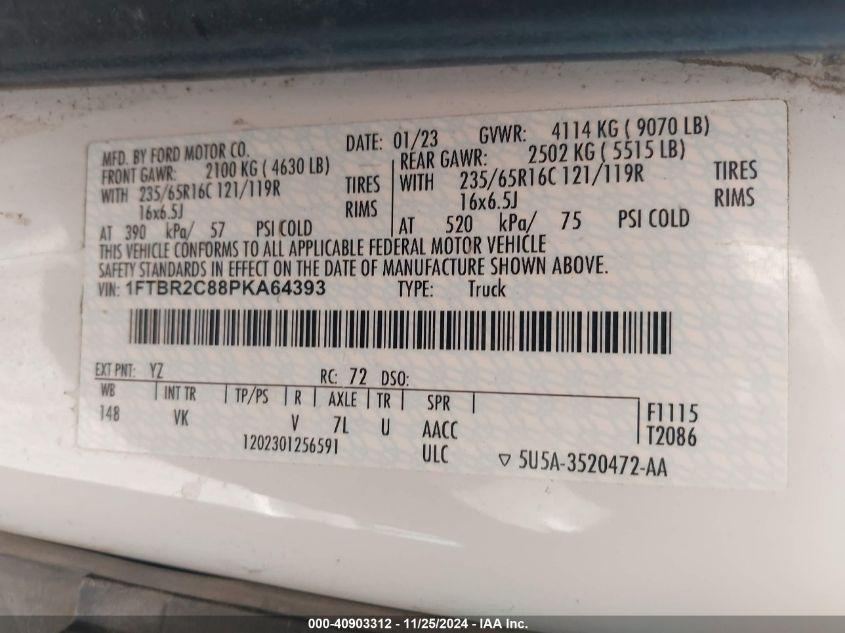 MFD. BY FORD MOTOR CO. DATE: 01/23 GVWR: 4114 KG ( 9070 LB)
FRONT GAWR: 2100 KG ( 4630 LB) REAR GAWR: 2502 KG ( 5515 LB)
WITH 235/65R16C 121/119R TIRES WITH 235/65R16C 121/119R TIRES
16x6.5J RIMS 16x6.5J RIMS
AT 390 kPa/ 57 PSI COLD AT 520 kPa/ 75 PSI COLD
THIS VEHICLE CONFORMS TO ALL APPLICABLE FEDERAL MOTOR VEHICLE
SAFETY STANDARDS IN EFFECT ON THE DATE OF MANUFACTURE SHOWN ABOVE.
VIN: 1FTBR2C88PKA64393 TYPE: Truck
EXT PNT: YZ RC: 72 DSO:
WB INT TR TP/PS R AXLE TR SPR F1115
148 VK V 7L U AACC T2086
1202301256591 ULC ▽ 5U5A-3520472-AA
000-40903312 - 11/25/2024 - IAA Inc.